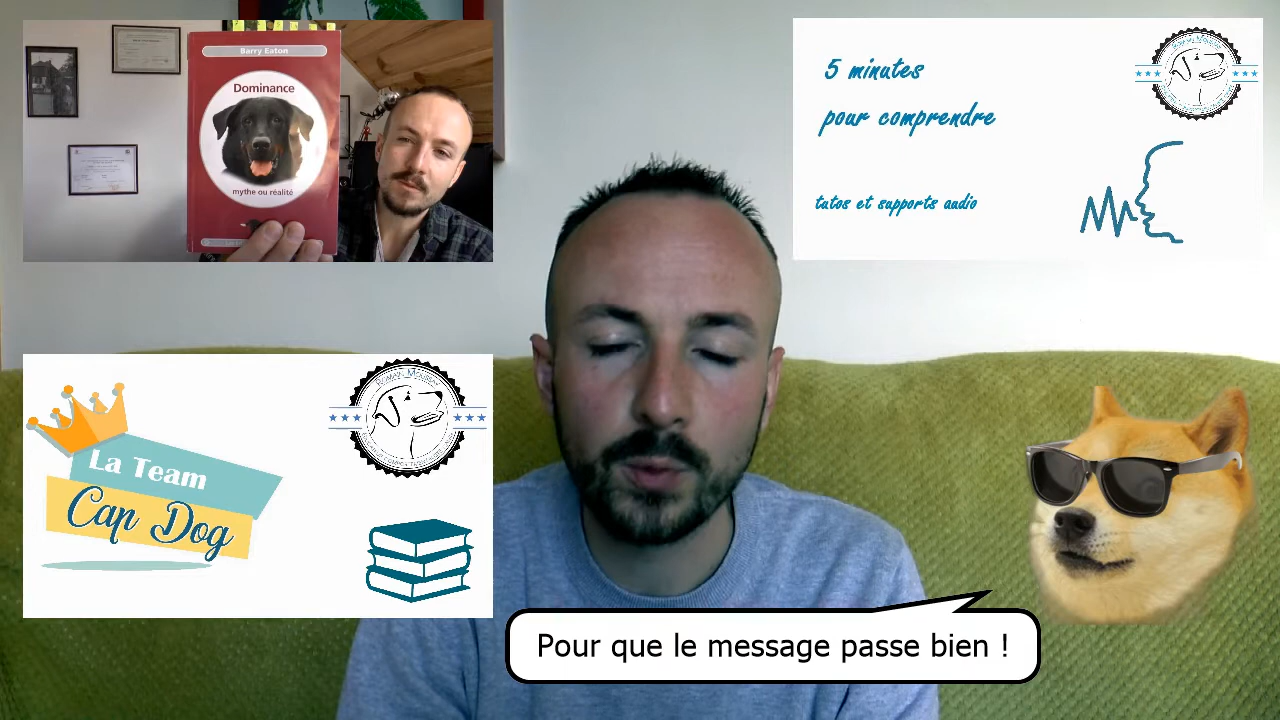 Barry Eaton
Dominance
mythe ou réalité
5 minutes
pour comprendre
tutos et supports audio
La Team
Cap Dog
Pour que le message passe bien !